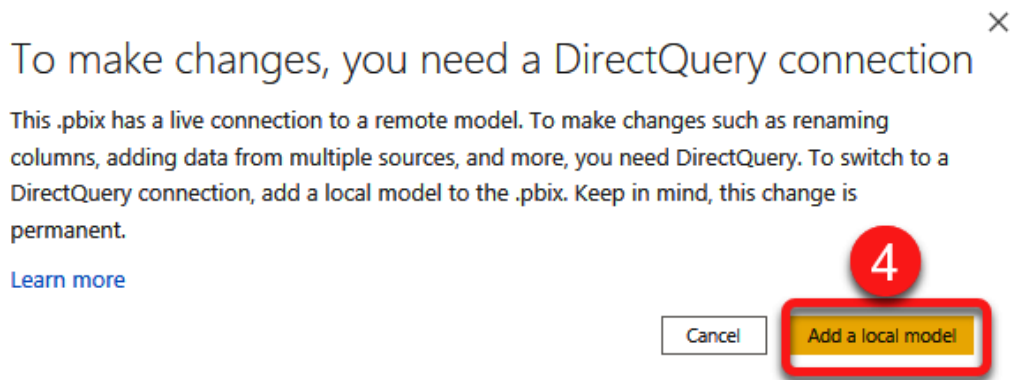 To make changes, you need a DirectQuery connection
This .pbix has a live connection to a remote model. To make changes such as renaming
columns, adding data from multiple sources, and more, you need DirectQuery. To switch to a
DirectQuery connection, add a local model to the .pbix. Keep in mind, this change is
permanent.
4
Learn more
Cancel
Add a local model